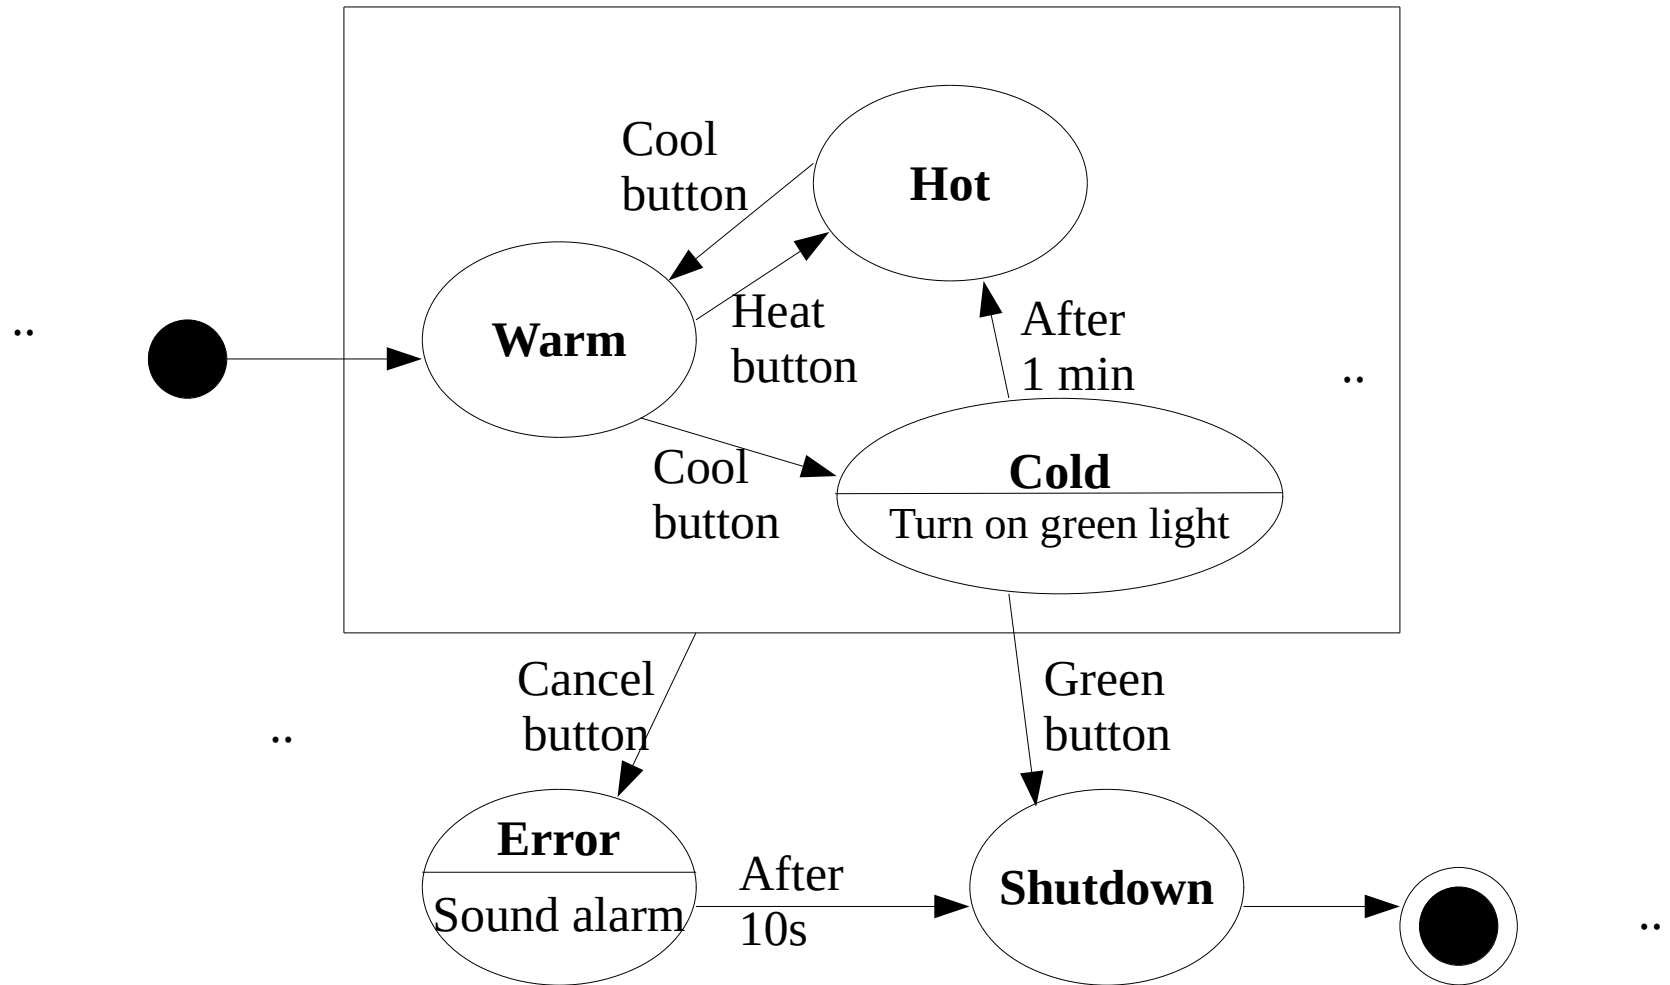 Cool
button
Hot
Warm
Heat
button
After
1 min
..
..
Cool
button
Cold
Turn on green light
Cancel
button
Green
button
..
Error
Sound alarm
After
10s
Shutdown
..